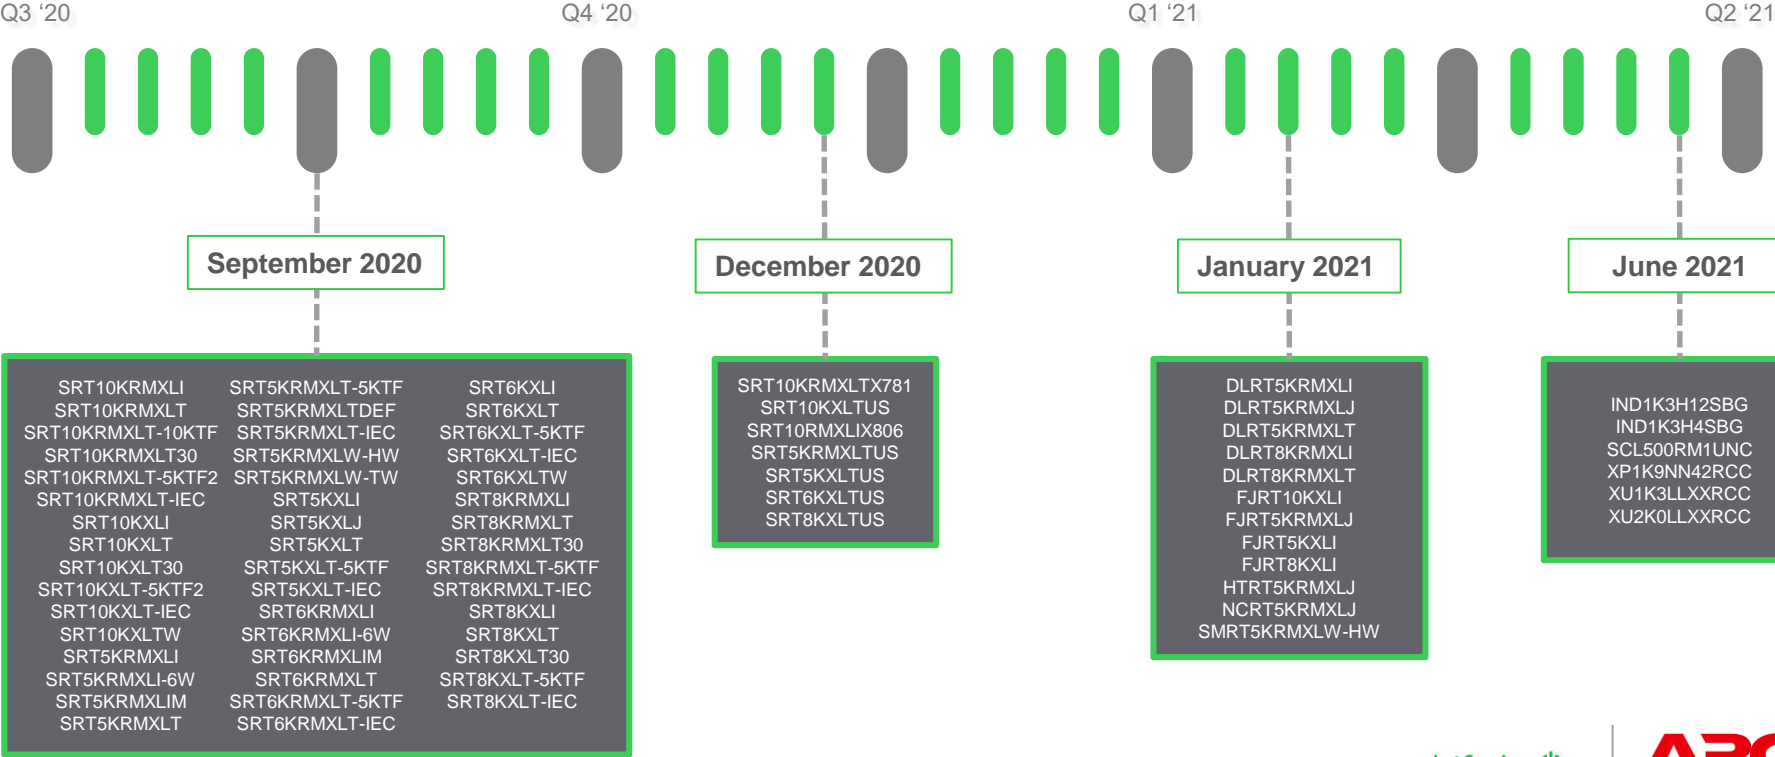 Q3 ‘20
Q4 ‘20
Q1 ‘21
Q2 ‘21
September 2020
December 2020
January 2021
June 2021
SRT10KRMXLI
SRT10KRMXLT
SRT10KRMXLT-10KTF
SRT10KRMXLT30
SRT10KRMXLT-5KTF2
SRT10KRMXLT-IEC
SRT10KXLI
SRT10KXLT
SRT10KXLT30
SRT10KXLT-5KTF2
SRT10KXLT-IEC
SRT10KXLTW
SRT5KRMXLI
SRT5KRMXLI-6W
SRT5KRMXLIM
SRT5KRMXLT
SRT5KRMXLT-5KTF
SRT5KRMXLTDEF
SRT5KRMXLT-IEC
SRT5KRMXLW-HW
SRT5KRMXLW-TW
SRT5KXLI
SRT5KXLJ
SRT5KXLT
SRT5KXLT-5KTF
SRT5KXLT-IEC
SRT6KRMXLI
SRT6KRMXLI-6W
SRT6KRMXLIM
SRT6KRMXLT
SRT6KRMXLT-5KTF
SRT6KRMXLT-IEC
SRT6KXLI
SRT6KXLT
SRT6KXLT-5KTF
SRT6KXLT-IEC
SRT6KXLTW
SRT8KRMXLI
SRT8KRMXLT
SRT8KRMXLT30
SRT8KRMXLT-5KTF
SRT8KRMXLT-IEC
SRT8KXLI
SRT8KXLT
SRT8KXLT30
SRT8KXLT-5KTF
SRT8KXLT-IEC
SRT10KRMXLTX781
SRT10KXLTUS
SRT10RMXLIX806
SRT5KRMXLTUS
SRT5KXLTUS
SRT6KXLTUS
SRT8KXLTUS
DLRT5KRMXLI
DLRT5KRMXLJ
DLRT5KRMXLT
DLRT8KRMXLI
DLRT8KRMXLT
FJRT10KXLI
FJRT5KRMXLJ
FJRT5KXLI
FJRT8KXLI
HTRT5KRMXLJ
NCRT5KRMXLJ
SMRT5KRMXLW-HW
IND1K3H12SBG
IND1K3H4SBG
SCL500RM1UNC
XP1K9NN42RCC
XU1K3LLXXRCC
XU2K0LLXXRCC